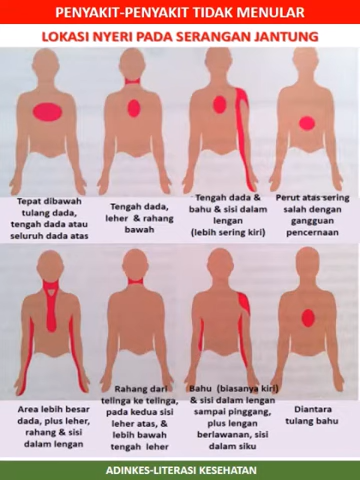 PENYAKIT-PENYAKIT TIDAK MENULAR
LOKASI NYERI PADA SERANGAN JANTUNG
Tepat dibawah
tulang dada,
tengah dada atau
seluruh dada atas
Tengah dada,
leher & rahang
bawah
Tengah dada &
bahu & sisi dalam
lengan
(lebih sering kiri)
Perut atas sering
salah dengan
gangguan
pencernaan
Area lebih besar
dada, plus leher,
rahang & sisi
dalam lengan
Rahang dari
telinga ke telinga,
pada kedua sisi
leher atas, &
lebih bawah
tengah leher
Bahu (biasanya kiri)
& sisi dalam lengan
sampai pinggang,
plus lengan
berlawanan, sisi
dalam siku
Diantara
tulang bahu
ADINKES-LITERASI KESEHATAN